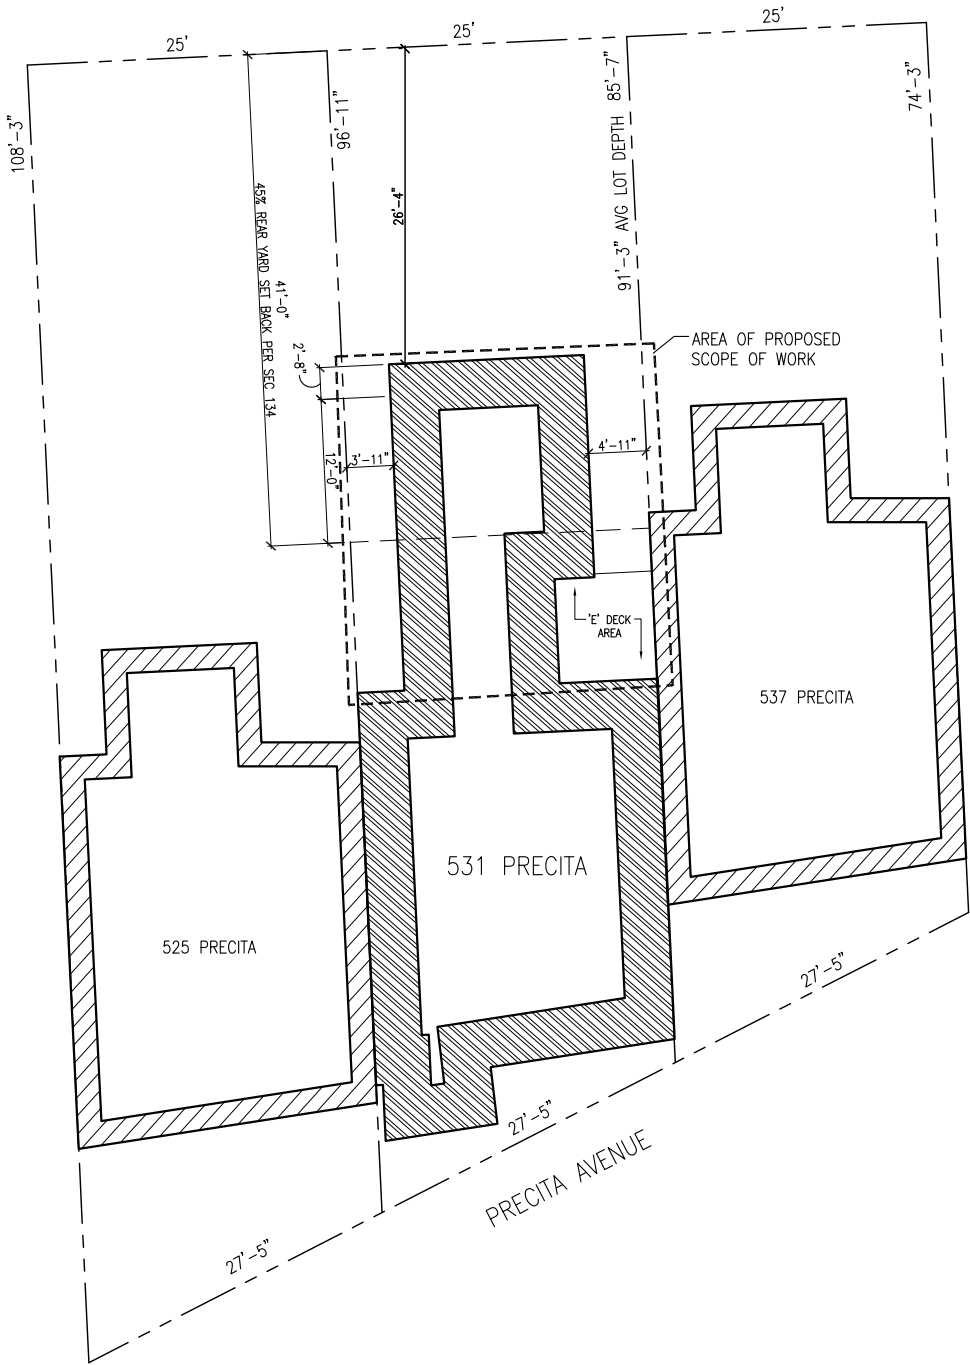 25'
25'
25'
108'-3"
96'-11"
91'-3" AVG LOT DEPTH 85'-7"
74'-3"
26'-4"
41'-0"
45% REAR YARD SET BACK PER SEC 134
2'-8"
12'-0"
3'-11"
4'-11"
AREA OF PROPOSED
SCOPE OF WORK
'E' DECK
AREA
537 PRECITA
531 PRECITA
525 PRECITA
27'-5"
27'-5"
27'-5"
PRECITA AVENUE